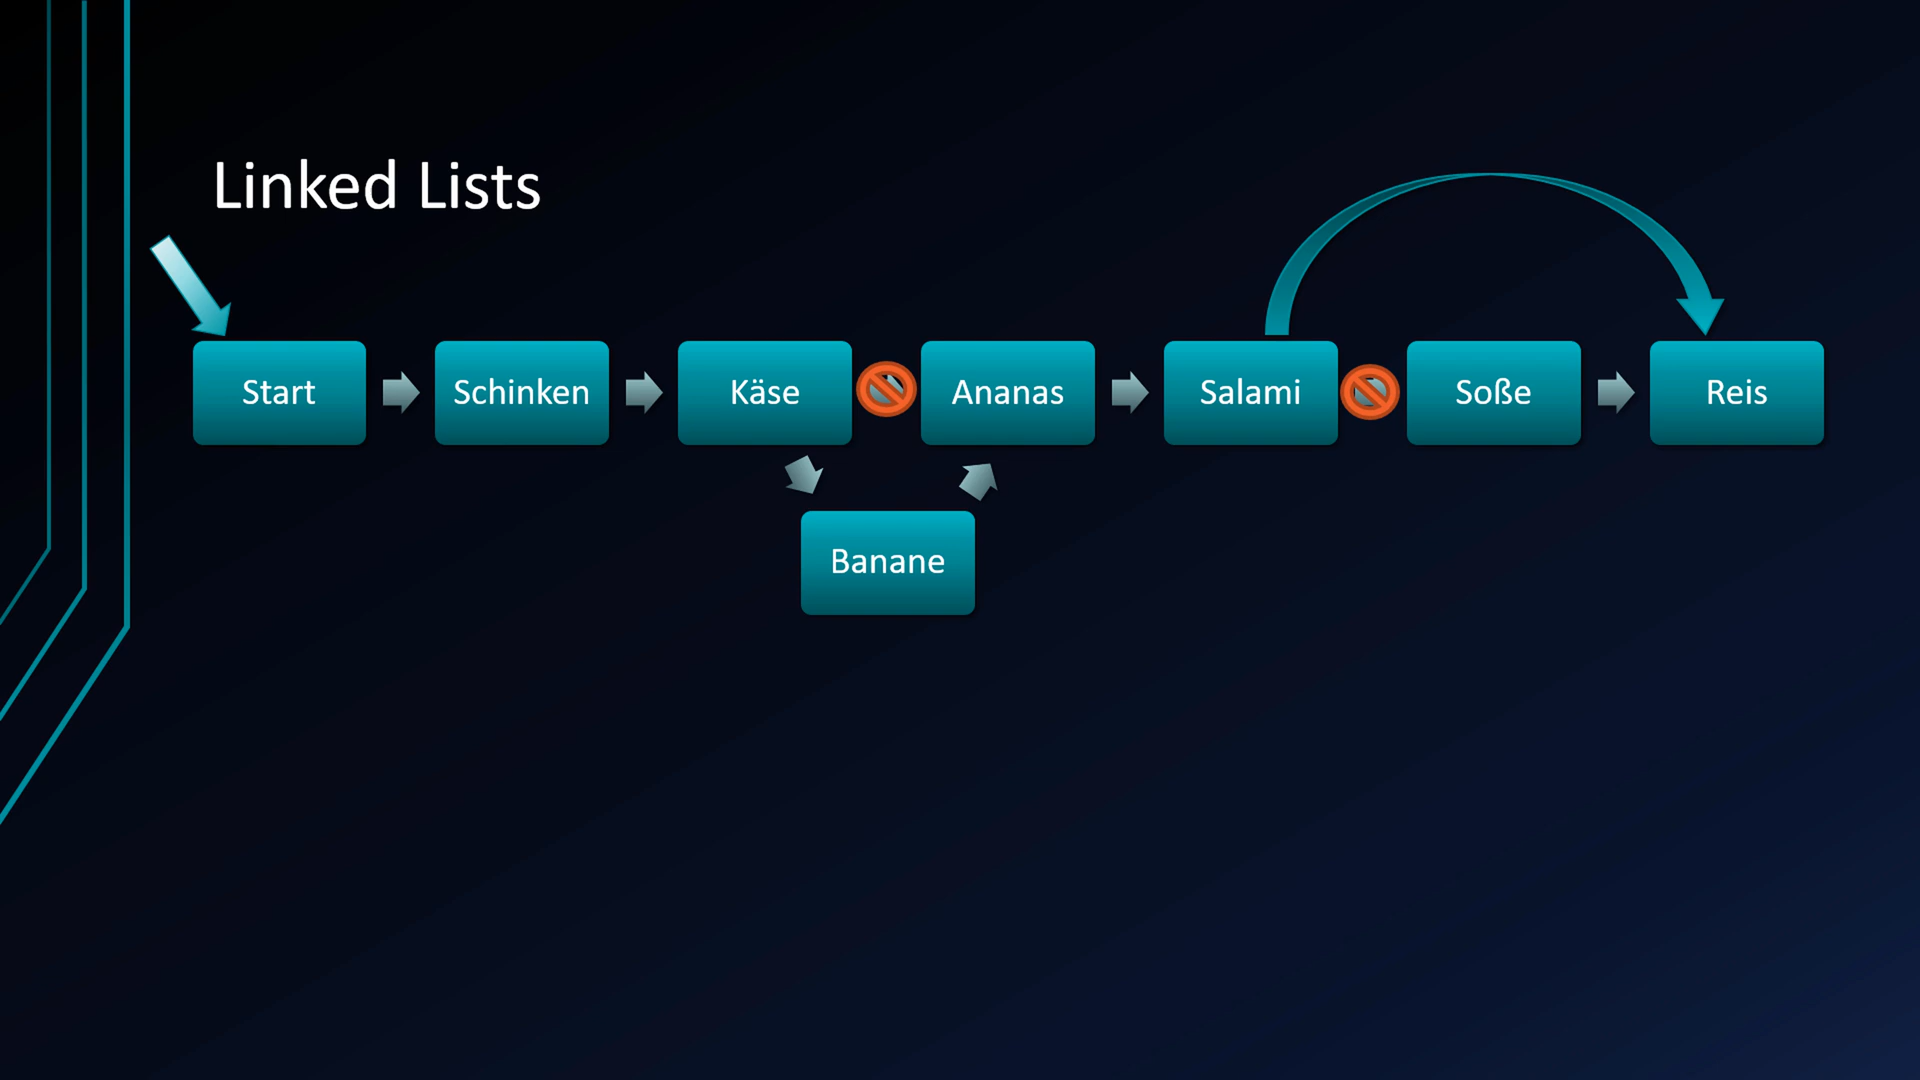 Linked Lists
Start
Schinken
Käse
Ananas
Salami
Soße
Reis
Banane